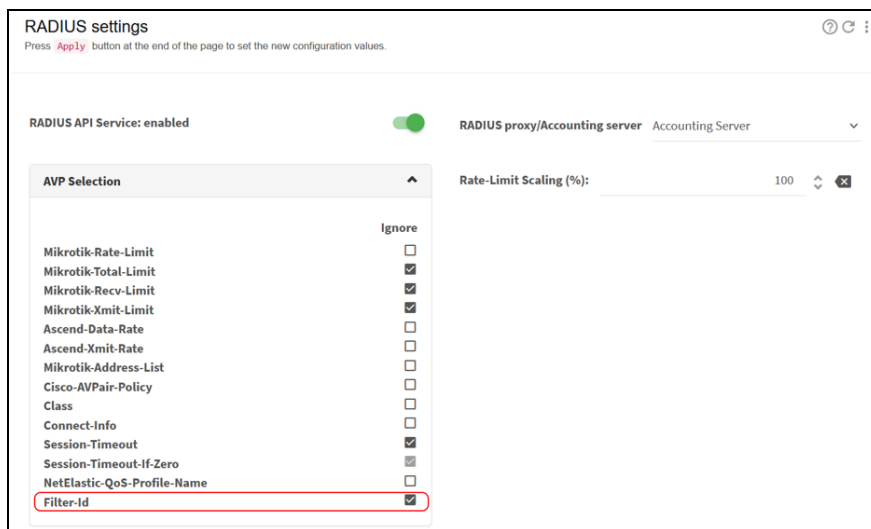 RADIUS settings
Press Apply button at the end of the page to set the new configuration values.
RADIUS API Service: enabled
RADIUS proxy/Accounting server Accounting Server
AVP Selection
Rate-Limit Scaling (%): 100
Ignore
Mikrotik-Rate-Limit
Mikrotik-Total-Limit
Mikrotik-Recv-Limit
Mikrotik-Xmit-Limit
Ascend-Data-Rate
Ascend-Xmit-Rate
Mikrotik-Address-List
Cisco-AVPair-Policy
Class
Connect-Info
Session-Timeout
Session-Timeout-If-Zero
NetElastic-QoS-Profile-Name
Filter-Id